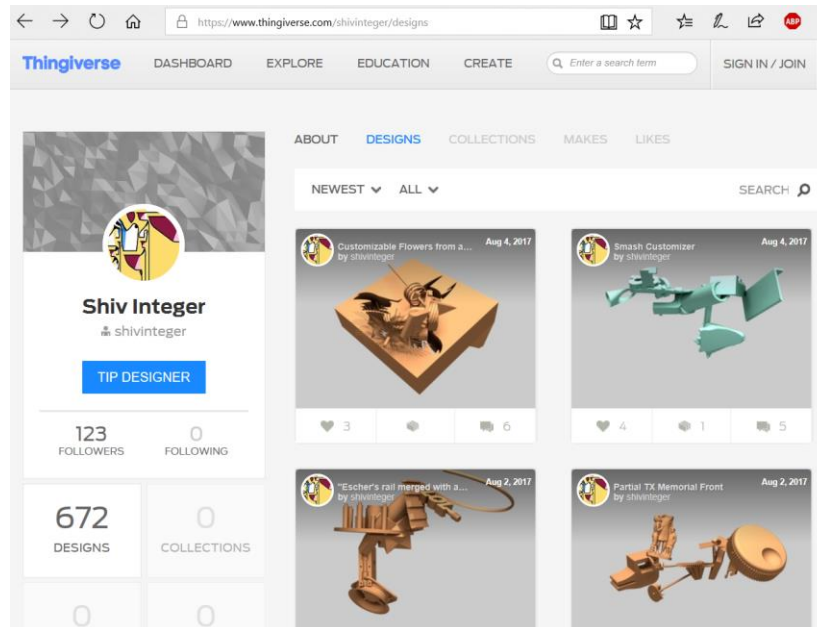 https://www.thingiverse.com/shivinteger/designs
ABP
Thingiverse DASHBOARD EXPLORE EDUCATION CREATE Enter a search term SIGN IN / JOIN
ABOUT DESIGNS COLLECTIONS MAKES LIKES
NEWEST ALL SEARCH
Shiv Integer
shivinteger
TIP DESIGNER
123 0
FOLLOWERS FOLLOWING
672 0
DESIGNS COLLECTIONS
0 0
Customizable Flowers from a... Aug 4, 2017
by shivinteger
3 6
Smash Customizer Aug 4, 2017
by shivinteger
4 1 5
"Escher's rail merged with a... Aug 2, 2017
by shivinteger
Partial TX Memorial Front Aug 2, 2017
by shivinteger